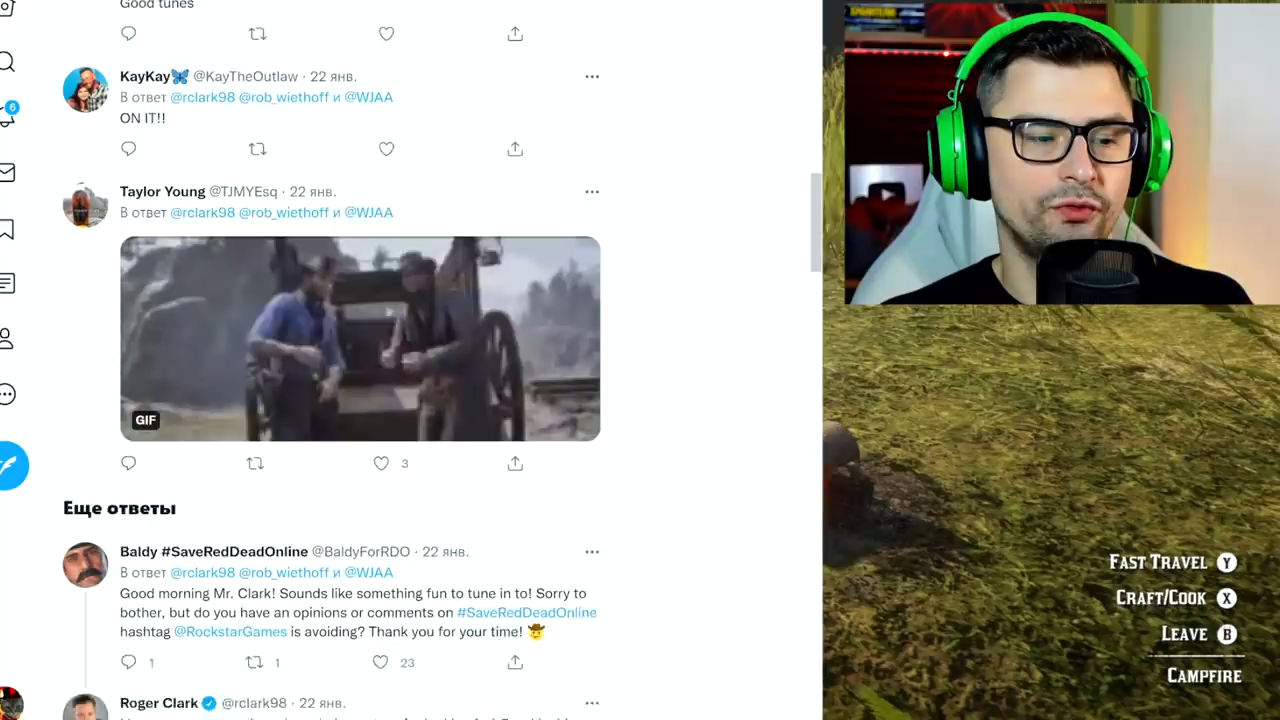 Good tunes
KayKay🦋 @KayTheOutlaw · 22 янв.
В ответ @rclark98 @rob_wiethoff и @WJAA
ON IT!!
Taylor Young @TJMYEsq · 22 янв.
В ответ @rclark98 @rob_wiethoff и @WJAA
GIF
3
Еще ответы
Baldy #SaveRedDeadOnline @BaldyForRDO · 22 янв.
В ответ @rclark98 @rob_wiethoff и @WJAA
Good morning Mr. Clark! Sounds like something fun to tune in to! Sorry to
bother, but do you have an opinions or comments on #SaveRedDeadOnline
hashtag @RockstarGames is avoiding? Thank you for your time! 🤠
1 1 23
Roger Clark @rclark98 · 22 янв.
6
FAST TRAVEL Y
CRAFT/COOK X
LEAVE B
CAMPFIRE